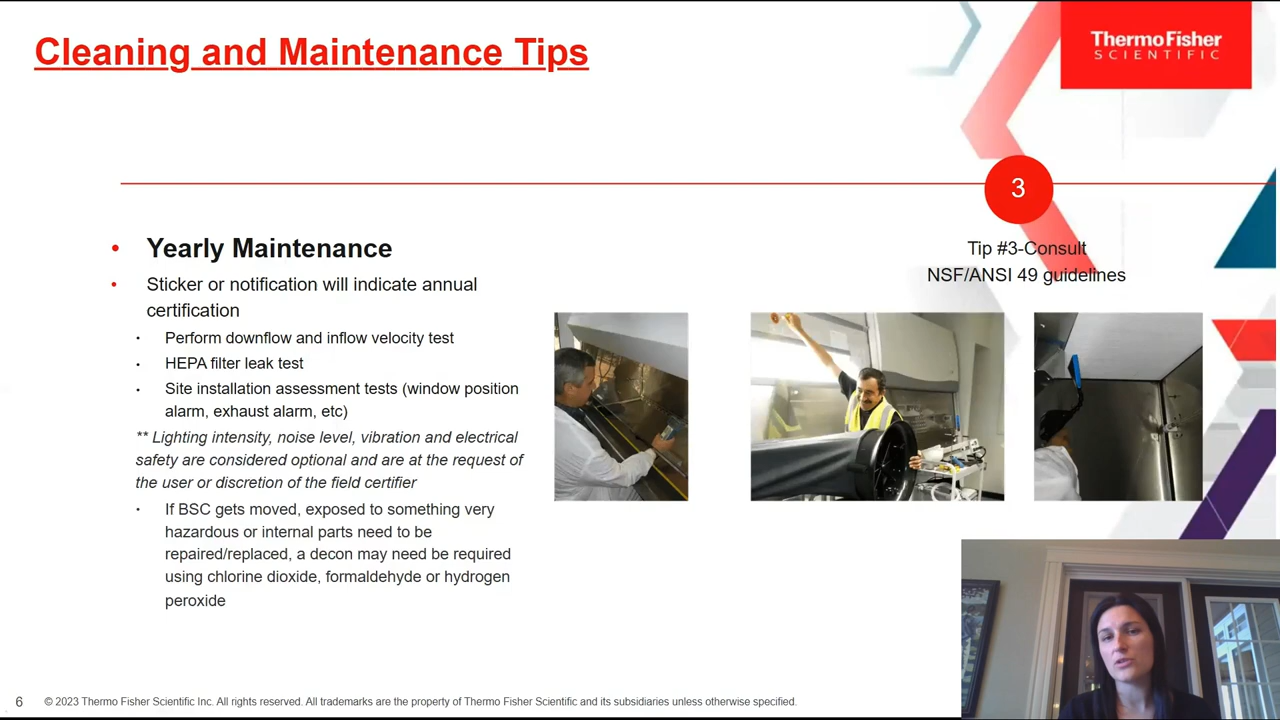 Cleaning and Maintenance Tips
ThermoFisher
SCIENTIFIC
3
Tip #3-Consult
NSF/ANSI 49 guidelines
• Yearly Maintenance
• Sticker or notification will indicate annual
certification
• Perform downflow and inflow velocity test
• HEPA filter leak test
• Site installation assessment tests (window position
alarm, exhaust alarm, etc)
** Lighting intensity, noise level, vibration and electrical
safety are considered optional and are at the request of
the user or discretion of the field certifier
• If BSC gets moved, exposed to something very
hazardous or internal parts need to be
repaired/replaced, a decon may need be required
using chlorine dioxide, formaldehyde or hydrogen
peroxide
6 © 2023 Thermo Fisher Scientific Inc. All rights reserved. All trademarks are the property of Thermo Fisher Scientific and its subsidiaries unless otherwise specified.